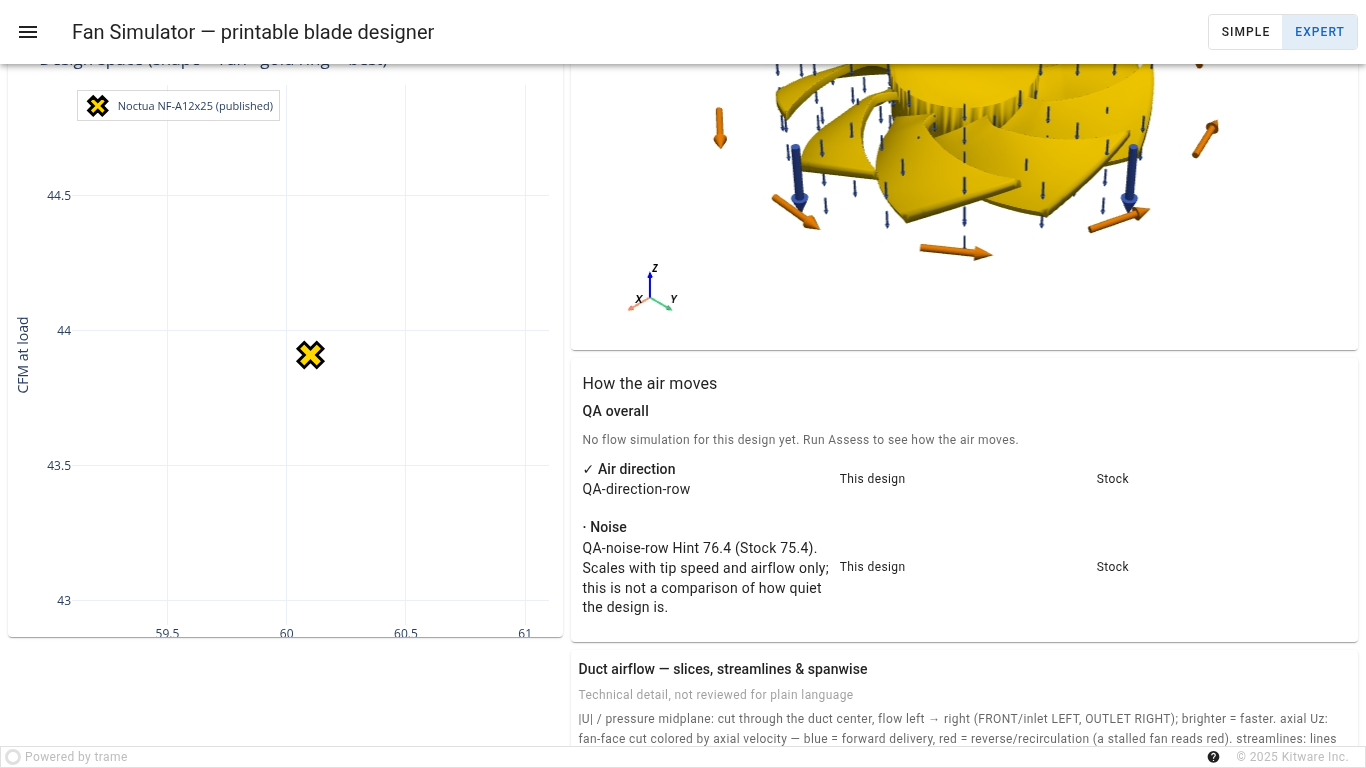 Fan Simulator — printable blade designer
SIMPLE
EXPERT
Noctua NF-A12x25 (published)
44.5
44
43.5
43
CFM at load
59.5
60
60.5
61
Z
X
Y
How the air moves
QA overall
No flow simulation for this design yet. Run Assess to see how the air moves.
✓ Air direction
QA-direction-row
This design
Stock
· Noise
QA-noise-row Hint 76.4 (Stock 75.4).
Scales with tip speed and airflow only;
this is not a comparison of how quiet
the design is.
This design
Stock
Duct airflow — slices, streamlines & spanwise
Technical detail, not reviewed for plain language
|U| / pressure midplane: cut through the duct center, flow left → right (FRONT/inlet LEFT, OUTLET RIGHT); brighter = faster. axial Uz:
fan-face cut colored by axial velocity — blue = forward delivery, red = reverse/recirculation (a stalled fan reads red). streamlines: lines
Powered by trame
© 2025 Kitware Inc.